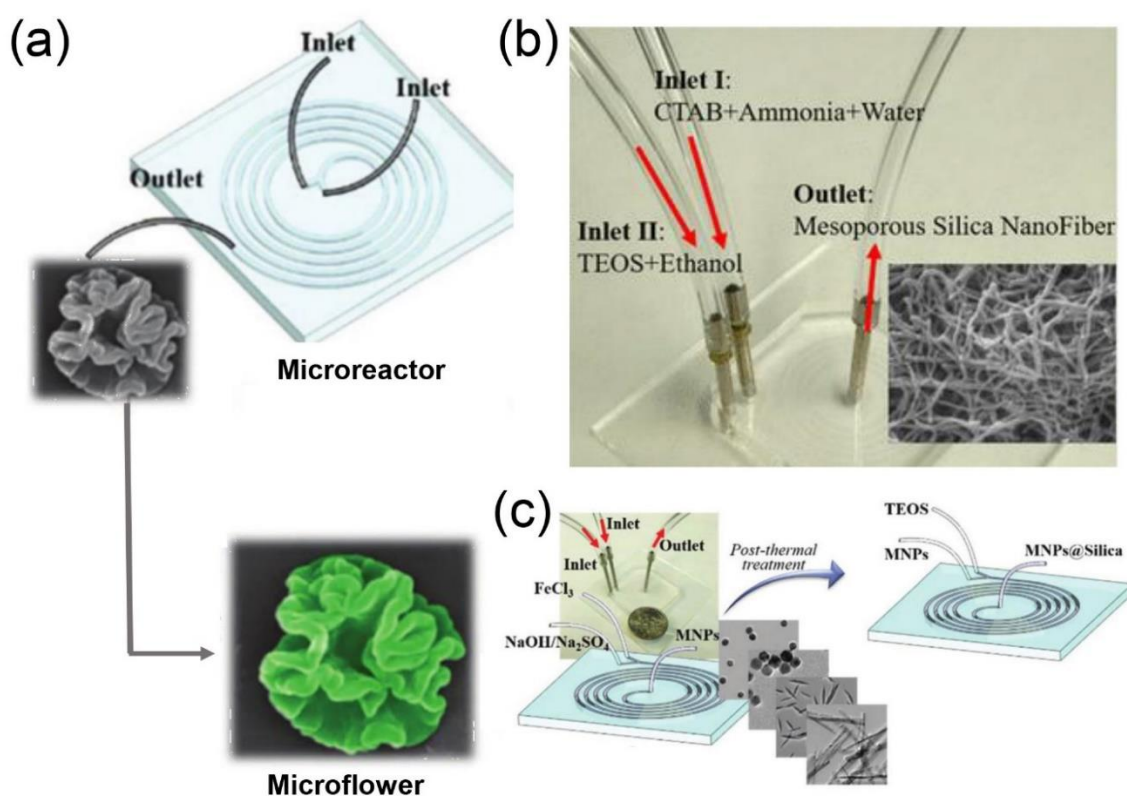 (a)
Inlet
Inlet
Outlet
Microreactor
Microflower
(b)
Inlet I:
CTAB+Ammonia+Water
Outlet:
Mesoporous Silica NanoFiber
Inlet II:
TEOS+Ethanol
(c)
Inlet
Inlet
Outlet
FeCl₃
NaOH/Na₂SO₄
MNPs
Post-thermal
treatment
TEOS
MNPs
MNPs@Silica